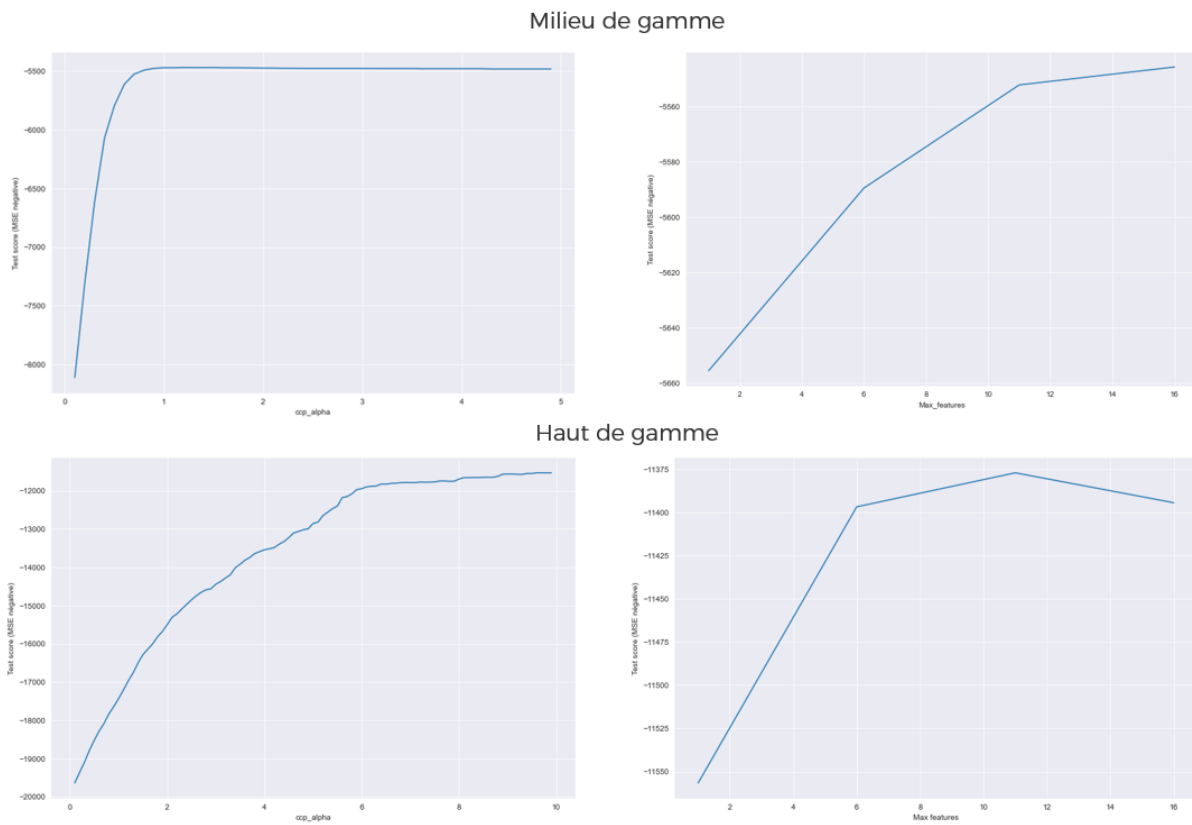 Milieu de gamme
−5500
−6000
−6500
−7000
−7500
−8000
Test score (MSE négative)
0 1 2 3 4 5
ccp_alpha
−5560
−5580
−5600
−5620
−5640
−5660
Test score (MSE négative)
2 4 6 8 10 12 14 16
Max_features
Haut de gamme
−12000
−13000
−14000
−15000
−16000
−17000
−18000
−19000
−20000
Test score (MSE négative)
0 2 4 6 8 10
ccp_alpha
−11375
−11400
−11425
−11450
−11475
−11500
−11525
−11550
Test score (MSE négative)
2 4 6 8 10 12 14 16
Max features